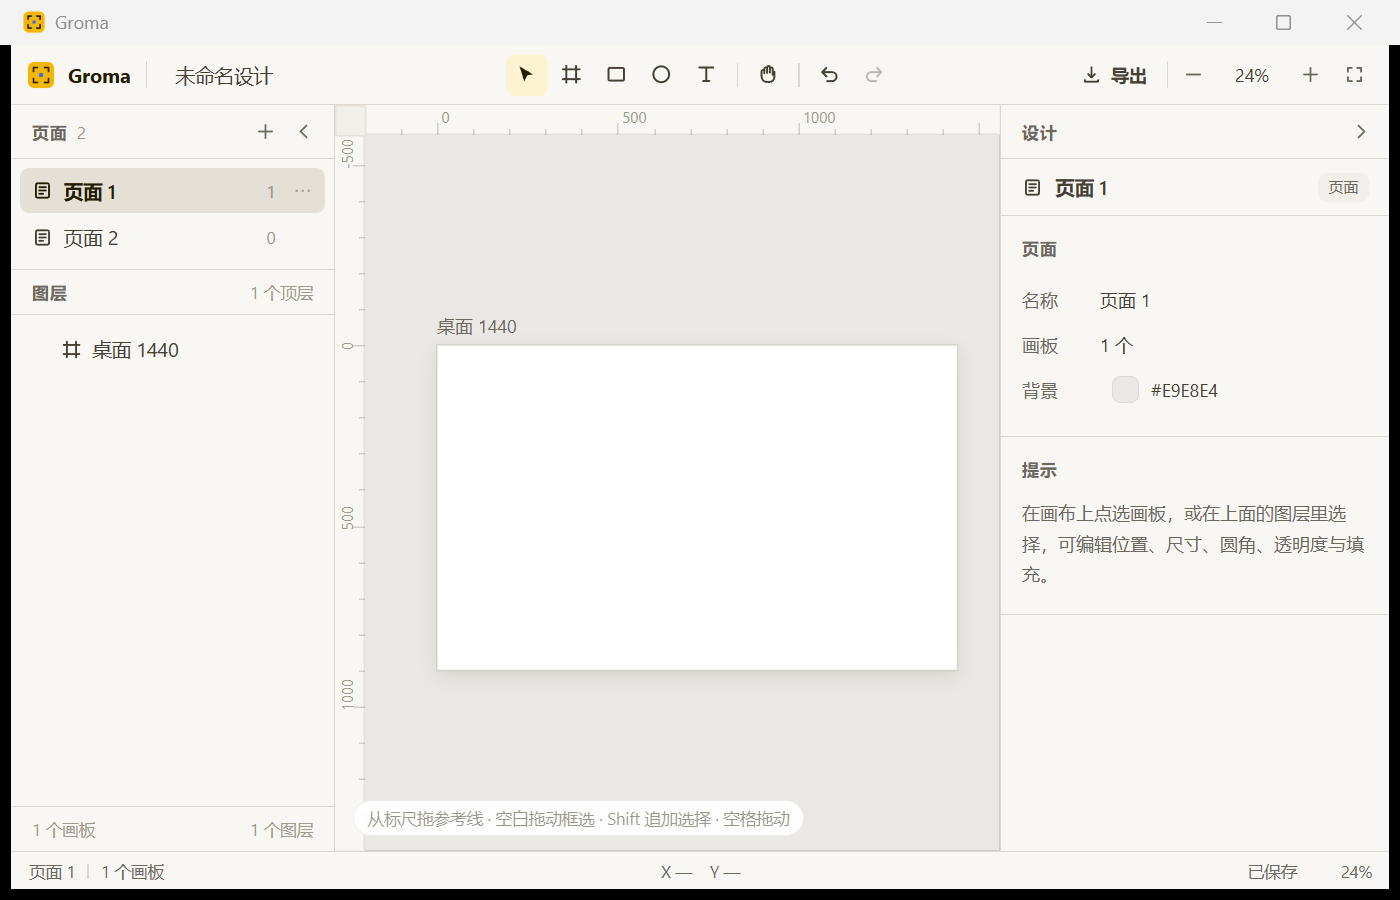 Groma
Groma 未命名设计 导出 24%
页面 2
页面 1 1 ···
页面 2 0
图层 1 个顶层
桌面 1440
1 个画板 1 个图层
0 500 1000
-500
0
500
1000
桌面 1440
从标尺拖参考线 · 空白拖动框选 · Shift 追加选择 · 空格拖动
设计
页面 1 页面
页面
名称 页面 1
画板 1 个
背景 #E9E8E4
提示
在画布上点选画板，或在上面的图层里选
择，可编辑位置、尺寸、圆角、透明度与填
充。
页面 1 | 1 个画板 X — Y — 已保存 24%